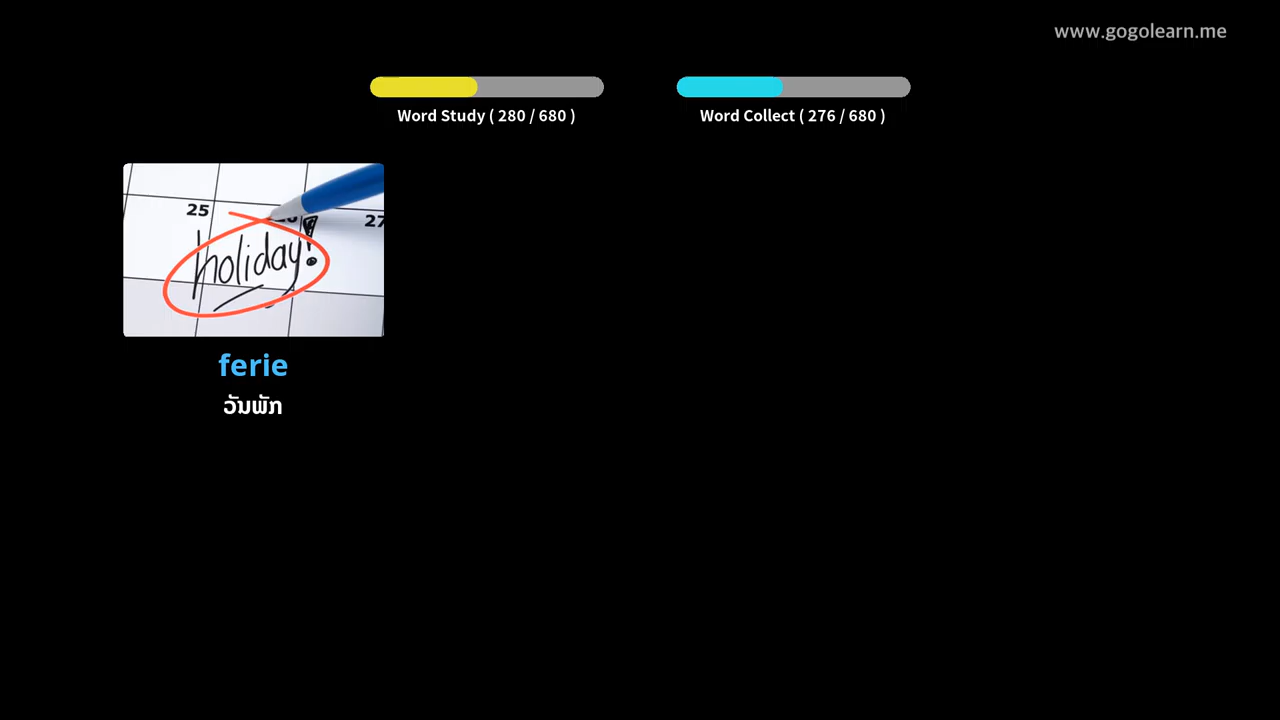 www.gogolearn.me
Word Study ( 280 / 680 )
Word Collect ( 276 / 680 )
25
27
holiday!
ferie
ວັນພັກ